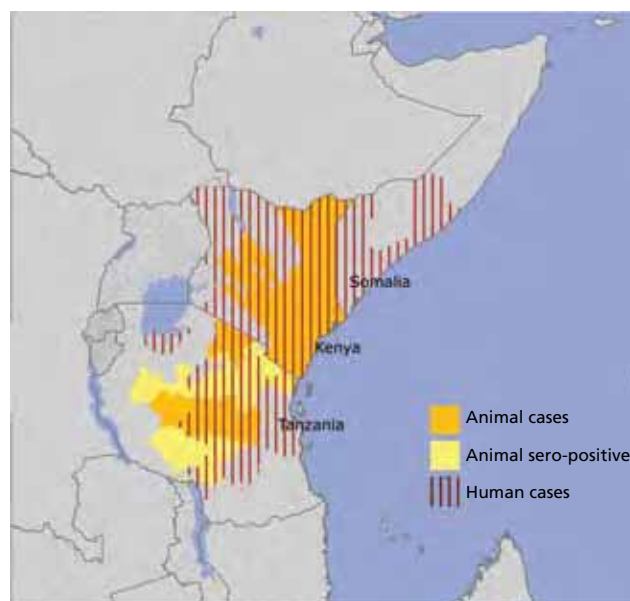 Somalia
Kenya
Tanzania
Animal cases
Animal sero-positive
Human cases